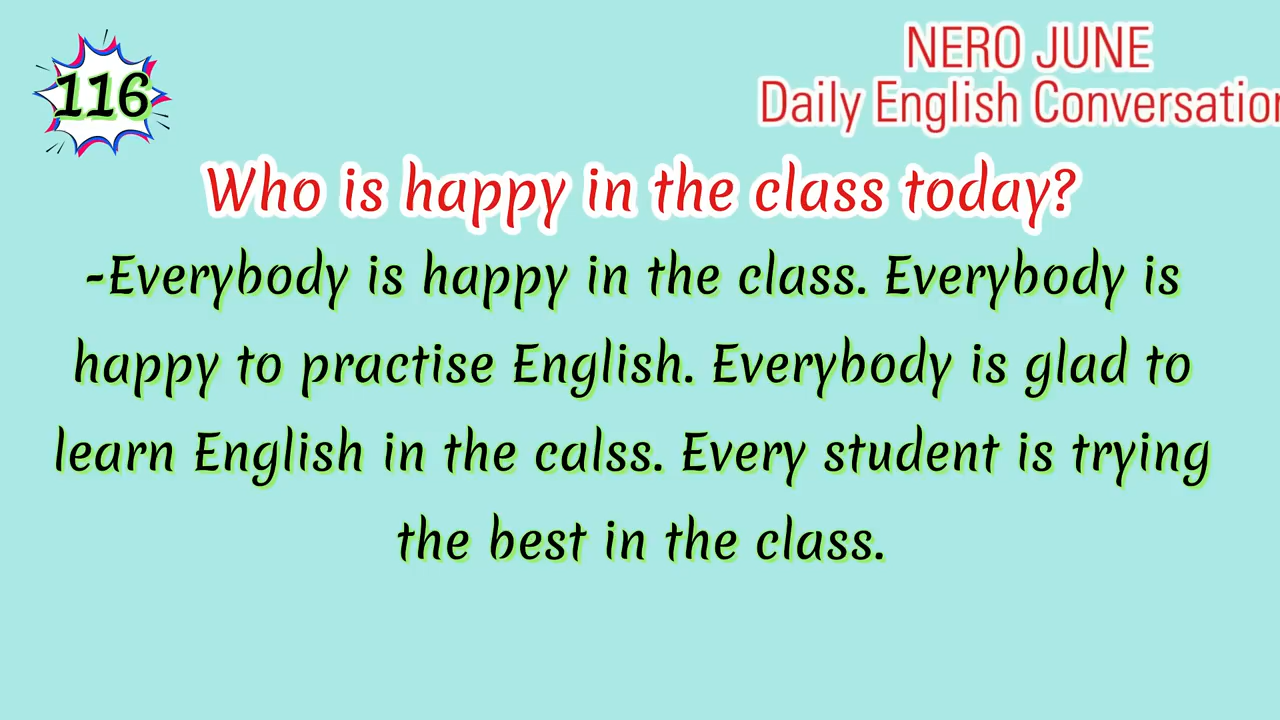 116
NERO JUNE
Daily English Conversation
Who is happy in the class today?
-Everybody is happy in the class. Everybody is
happy to practise English. Everybody is glad to
learn English in the calss. Every student is trying
the best in the class.